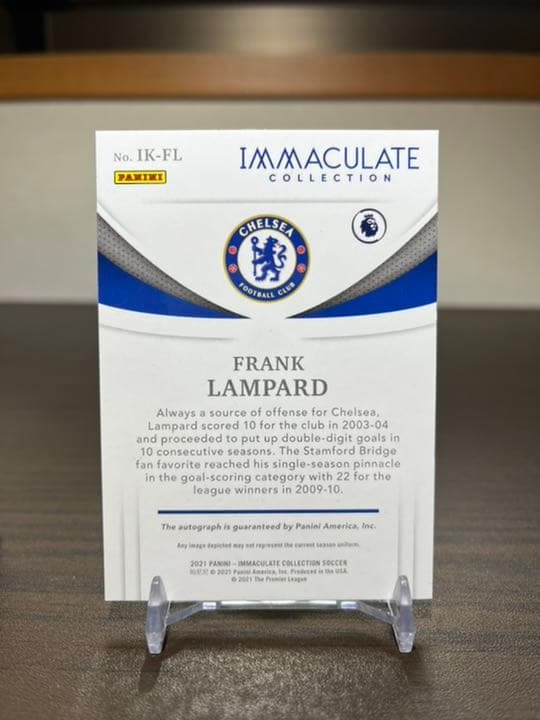 No. IK-FL
PANINI
IMMACULATE
COLLECTION
CHELSEA
FOOTBALL CLUB
FRANK
LAMPARD
Always a source of offense for Chelsea,
Lampard scored 10 for the club in 2003-04
and proceeded to put up double-digit goals in
10 consecutive seasons. The Stamford Bridge
fan favorite reached his single-season pinnacle
in the goal-scoring category with 22 for the
league winners in 2009-10.
The autograph is guaranteed by Panini America, Inc.
Any image depicted may not represent the current season uniform.
2021 PANINI – IMMACULATE COLLECTION SOCCER
© 2021 Panini America, Inc. Produced in the USA.
© 2021 The Premier League